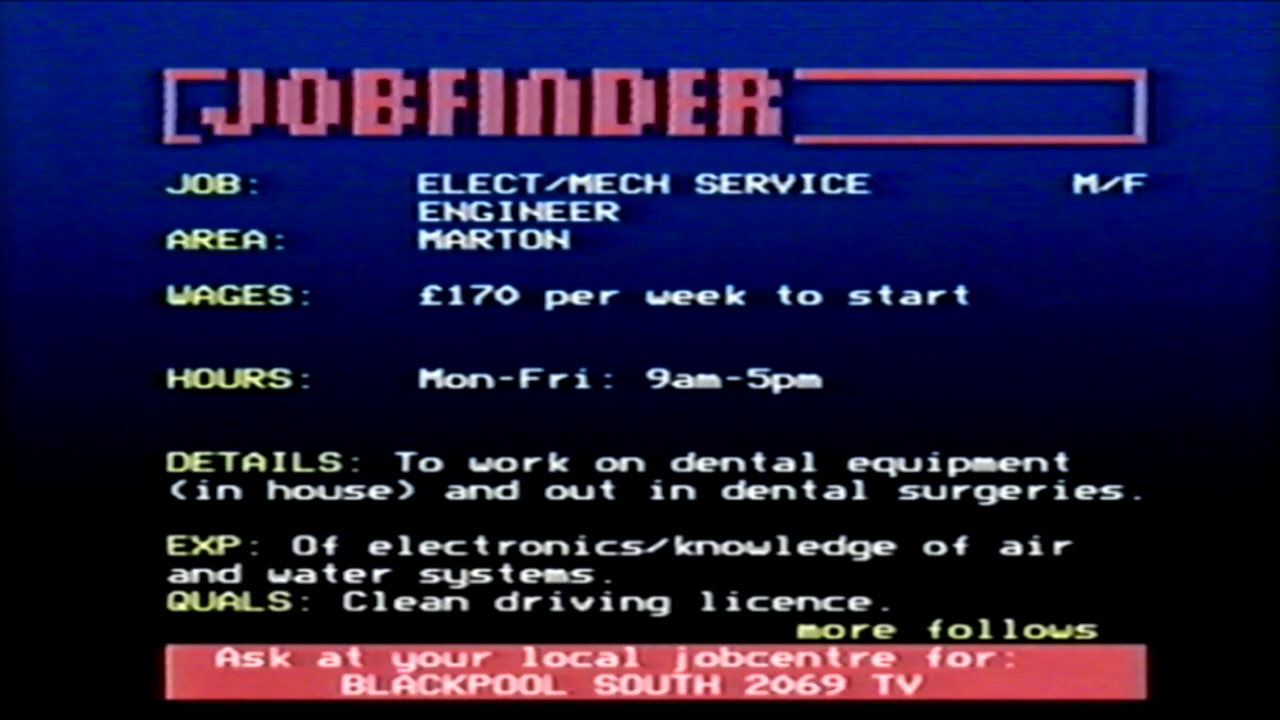 JOBFINDER
JOB: ELECT/MECH SERVICE M/F
ENGINEER
AREA: MARTON
WAGES: £170 per week to start
HOURS: Mon-Fri: 9am-5pm
DETAILS: To work on dental equipment
(in house) and out in dental surgeries.
EXP: Of electronics/knowledge of air
and water systems.
QUALS: Clean driving licence.
more follows
Ask at your local jobcentre for:
BLACKPOOL SOUTH 2069 TV